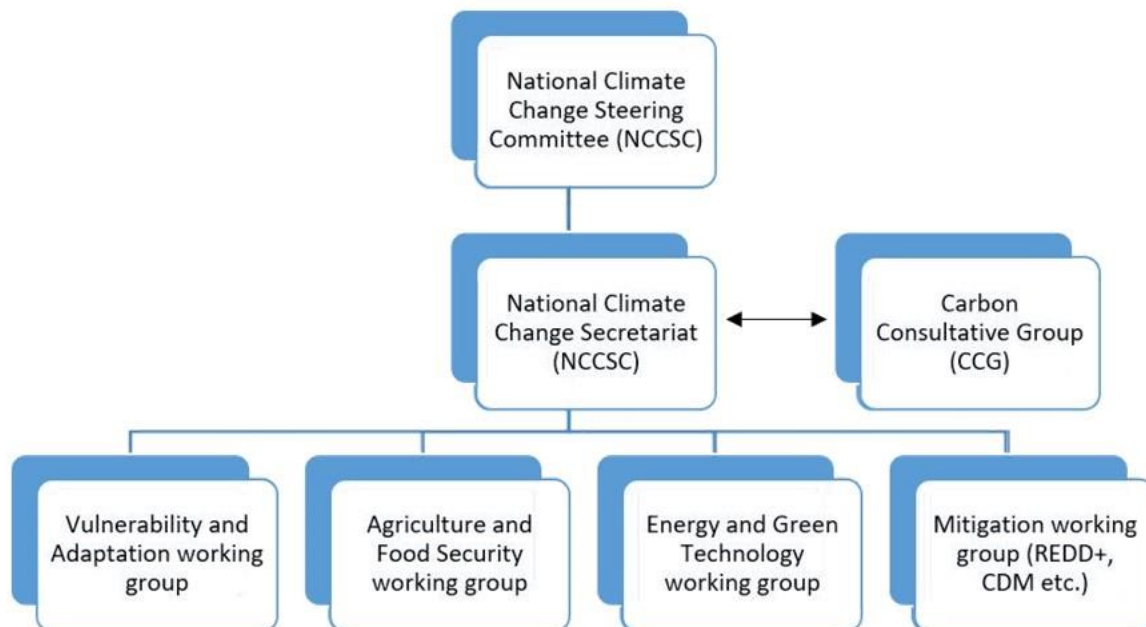 National Climate
Change Steering
Committee (NCCSC)
National Climate
Change Secretariat
(NCCSC)
Carbon
Consultative Group
(CCG)
Vulnerability and
Adaptation working
group
Agriculture and
Food Security
working group
Energy and Green
Technology
working group
Mitigation working
group (REDD+,
CDM etc.)